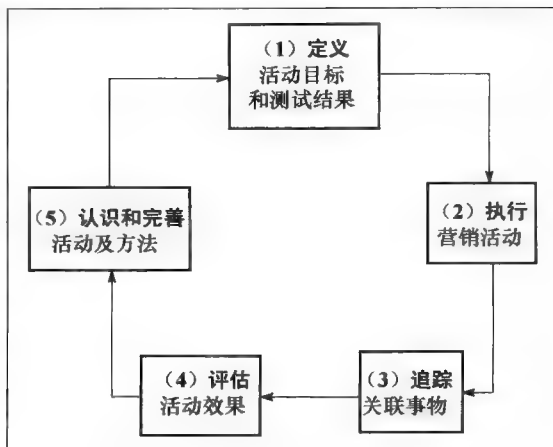 （1）定义
活动目标
和测试结果
（2）执行
营销活动
（3）追踪
关联事物
（4）评估
活动效果
（5）认识和完善
活动及方法